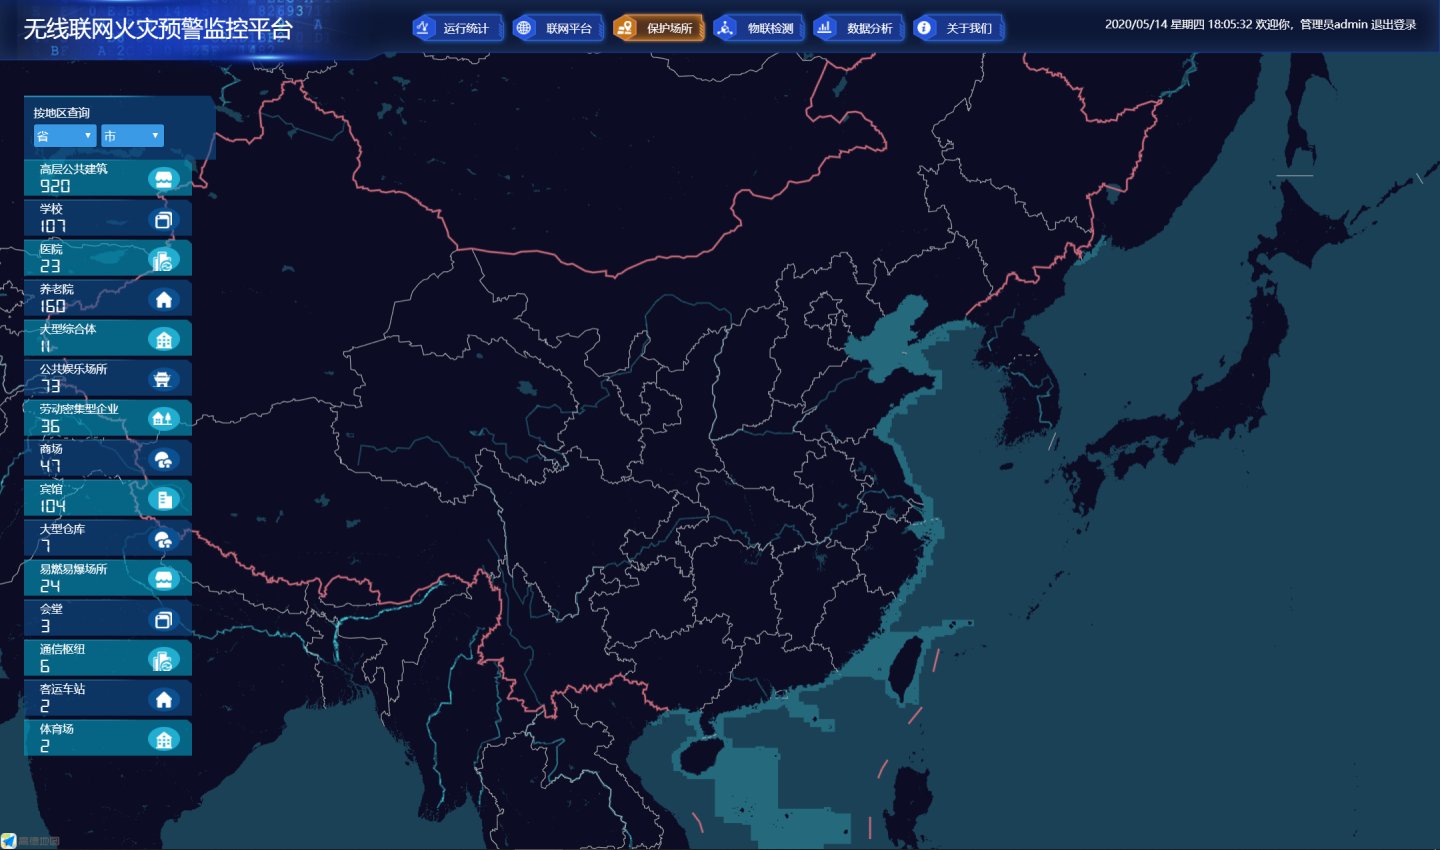 无线联网火灾预警监控平台
运行统计
联网平台
保护场所
物联检测
数据分析
关于我们
2020/05/14 星期四 18:05:32 欢迎你，管理员admin 退出登录
按地区查询
省 市
高层公共建筑
920
学校
107
医院
23
养老院
160
大型综合体
11
公共娱乐场所
73
劳动密集型企业
36
商场
47
宾馆
104
大型仓库
7
易燃易爆场所
24
会堂
3
通信枢纽
6
客运车站
2
体育场
2
高德地图